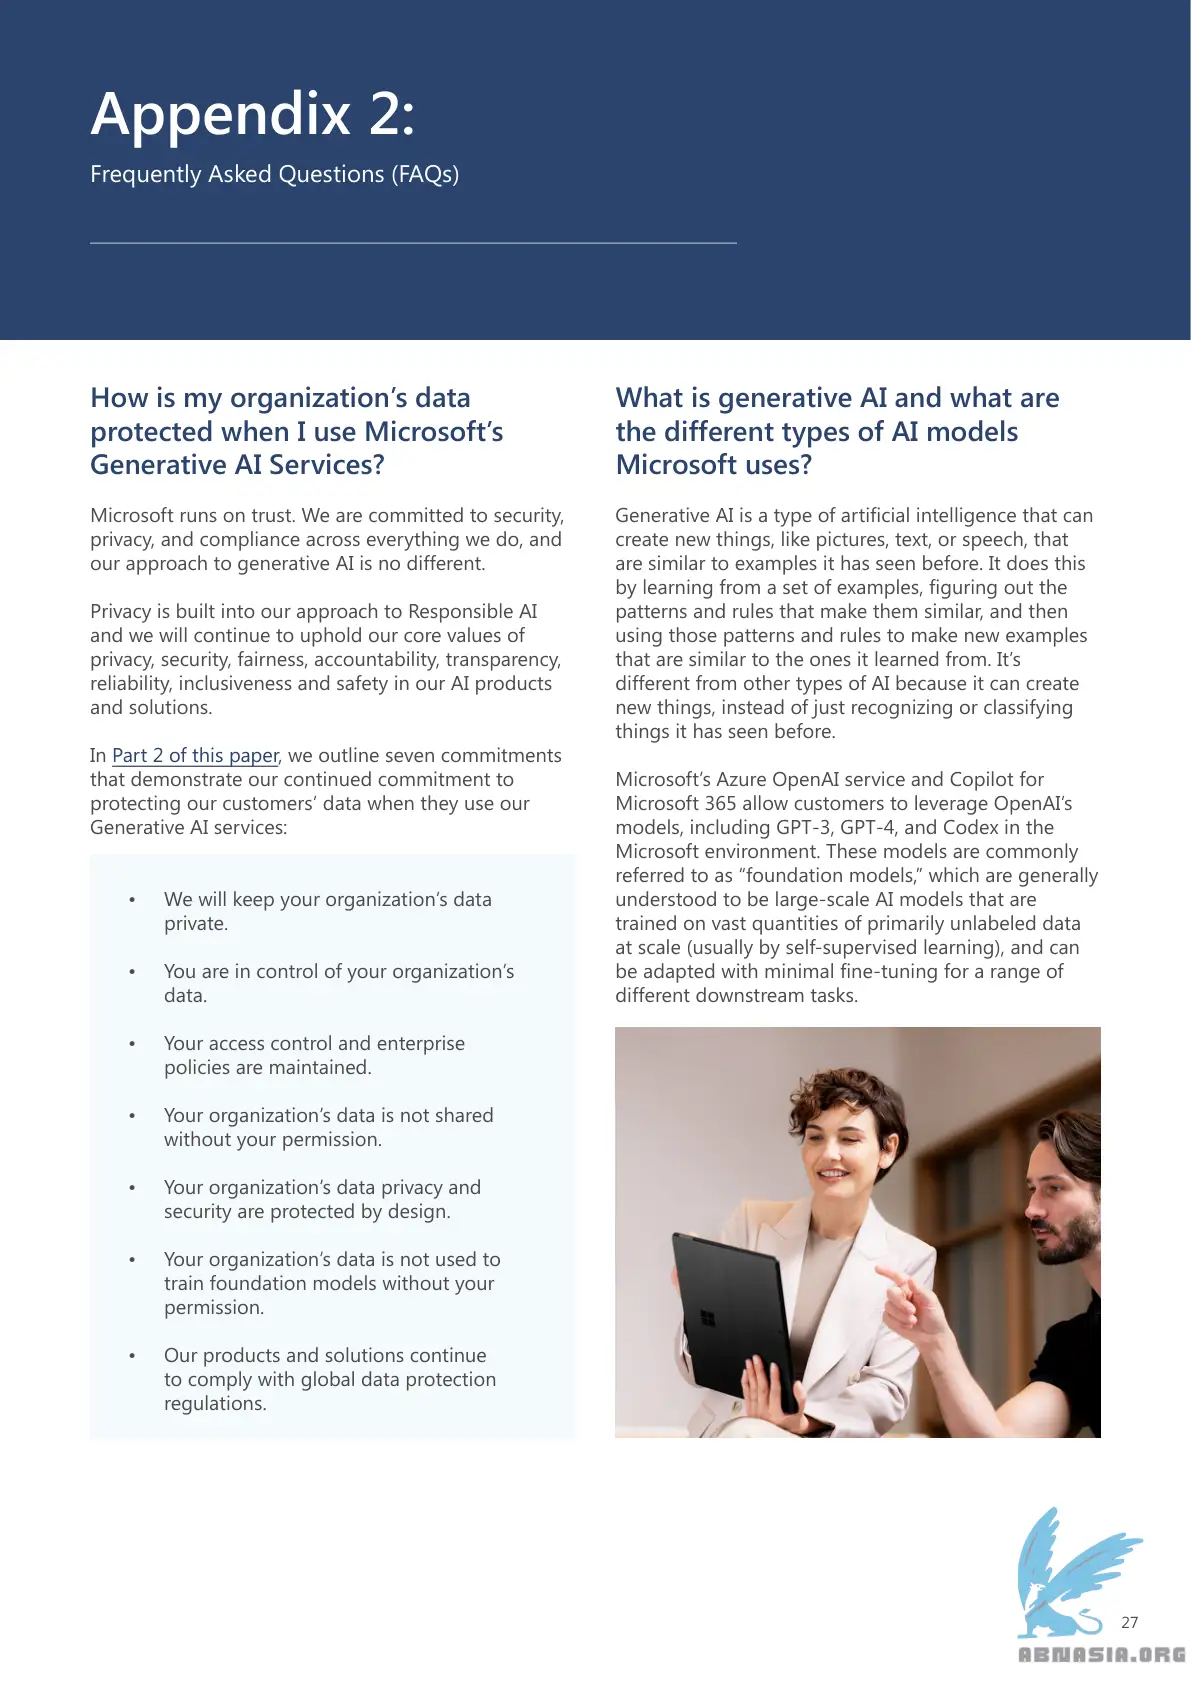 Appendix 2:
Frequently Asked Questions (FAQs)
How is my organization’s data
protected when I use Microsoft’s
Generative AI Services?
Microsoft runs on trust. We are committed to security,
privacy, and compliance across everything we do, and
our approach to generative AI is no different.
Privacy is built into our approach to Responsible AI
and we will continue to uphold our core values of
privacy, security, fairness, accountability, transparency,
reliability, inclusiveness and safety in our AI products
and solutions.
In Part 2 of this paper, we outline seven commitments
that demonstrate our continued commitment to
protecting our customers’ data when they use our
Generative AI services:
• We will keep your organization’s data
private.
• You are in control of your organization’s
data.
• Your access control and enterprise
policies are maintained.
• Your organization’s data is not shared
without your permission.
• Your organization’s data privacy and
security are protected by design.
• Your organization’s data is not used to
train foundation models without your
permission.
• Our products and solutions continue
to comply with global data protection
regulations.
What is generative AI and what are
the different types of AI models
Microsoft uses?
Generative AI is a type of artificial intelligence that can
create new things, like pictures, text, or speech, that
are similar to examples it has seen before. It does this
by learning from a set of examples, figuring out the
patterns and rules that make them similar, and then
using those patterns and rules to make new examples
that are similar to the ones it learned from. It’s
different from other types of AI because it can create
new things, instead of just recognizing or classifying
things it has seen before.
Microsoft’s Azure OpenAI service and Copilot for
Microsoft 365 allow customers to leverage OpenAI’s
models, including GPT-3, GPT-4, and Codex in the
Microsoft environment. These models are commonly
referred to as “foundation models,” which are generally
understood to be large-scale AI models that are
trained on vast quantities of primarily unlabeled data
at scale (usually by self-supervised learning), and can
be adapted with minimal fine-tuning for a range of
different downstream tasks.
27
ABNASIA.ORG